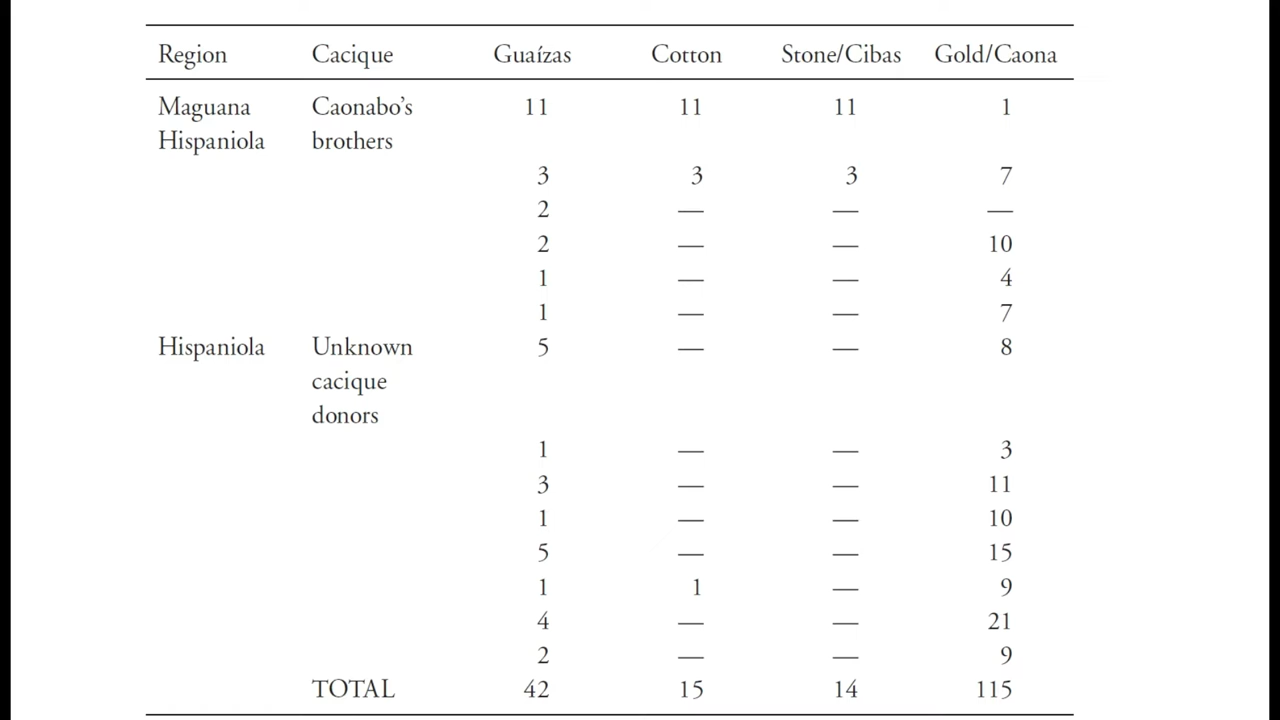 Region Cacique Guaízas Cotton Stone/Cibas Gold/Caona
Maguana Caonabo's 11 11 11 1
Hispaniola brothers
3 3 3 7
2 — — —
2 — — 10
1 — — 4
1 — — 7
Hispaniola Unknown 5 — — 8
cacique
donors
1 — — 3
3 — — 11
1 — — 10
5 — — 15
1 1 — 9
4 — — 21
2 — — 9
TOTAL 42 15 14 115